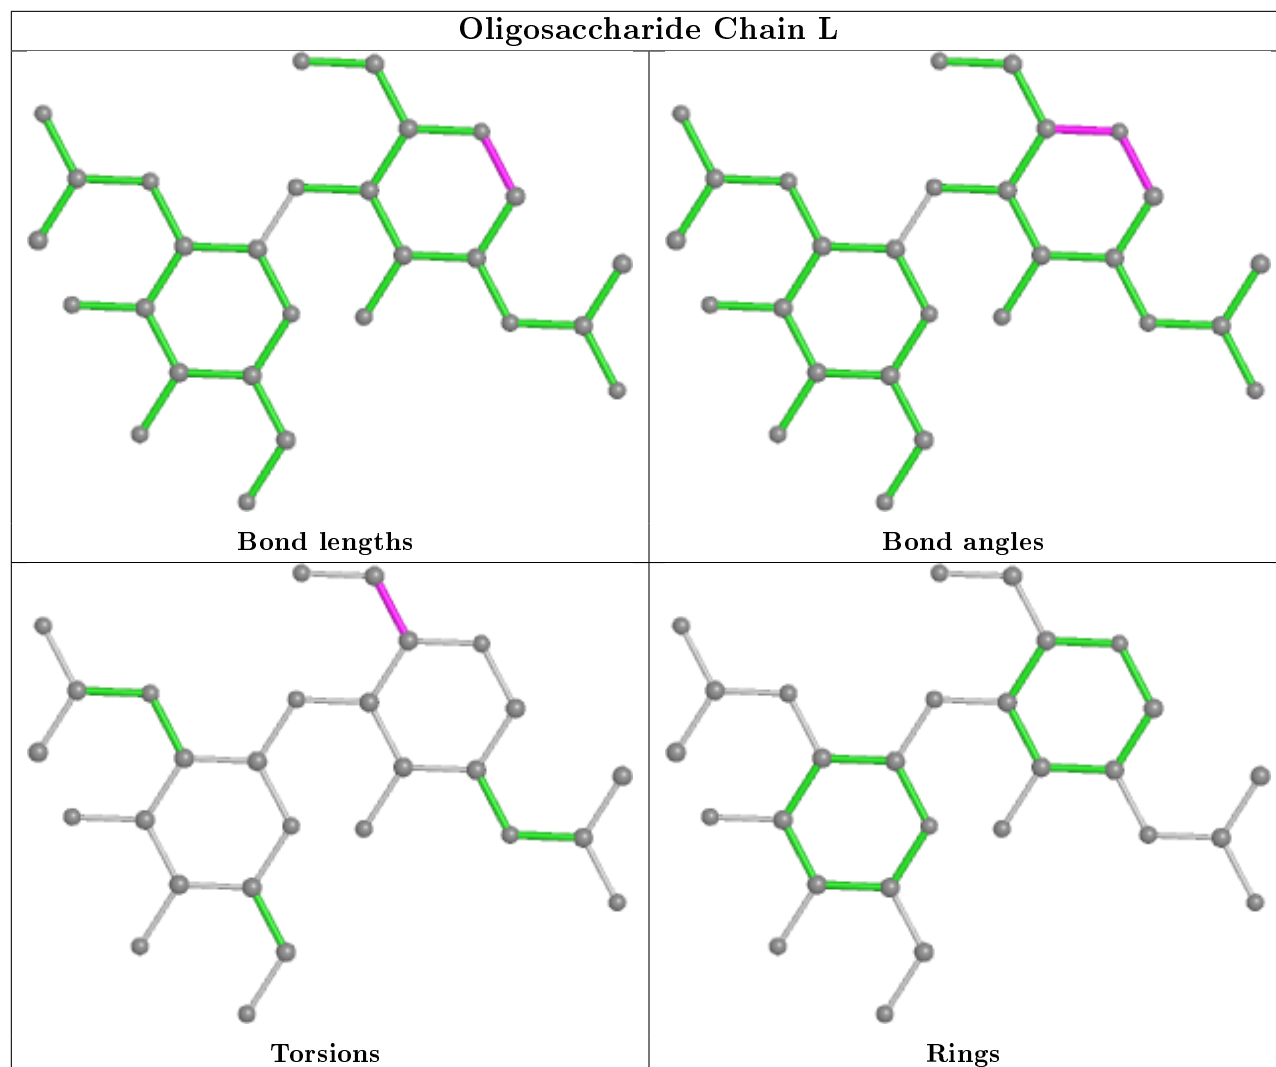 Oligosaccharide Chain L
Bond lengths
Bond angles
Torsions
Rings